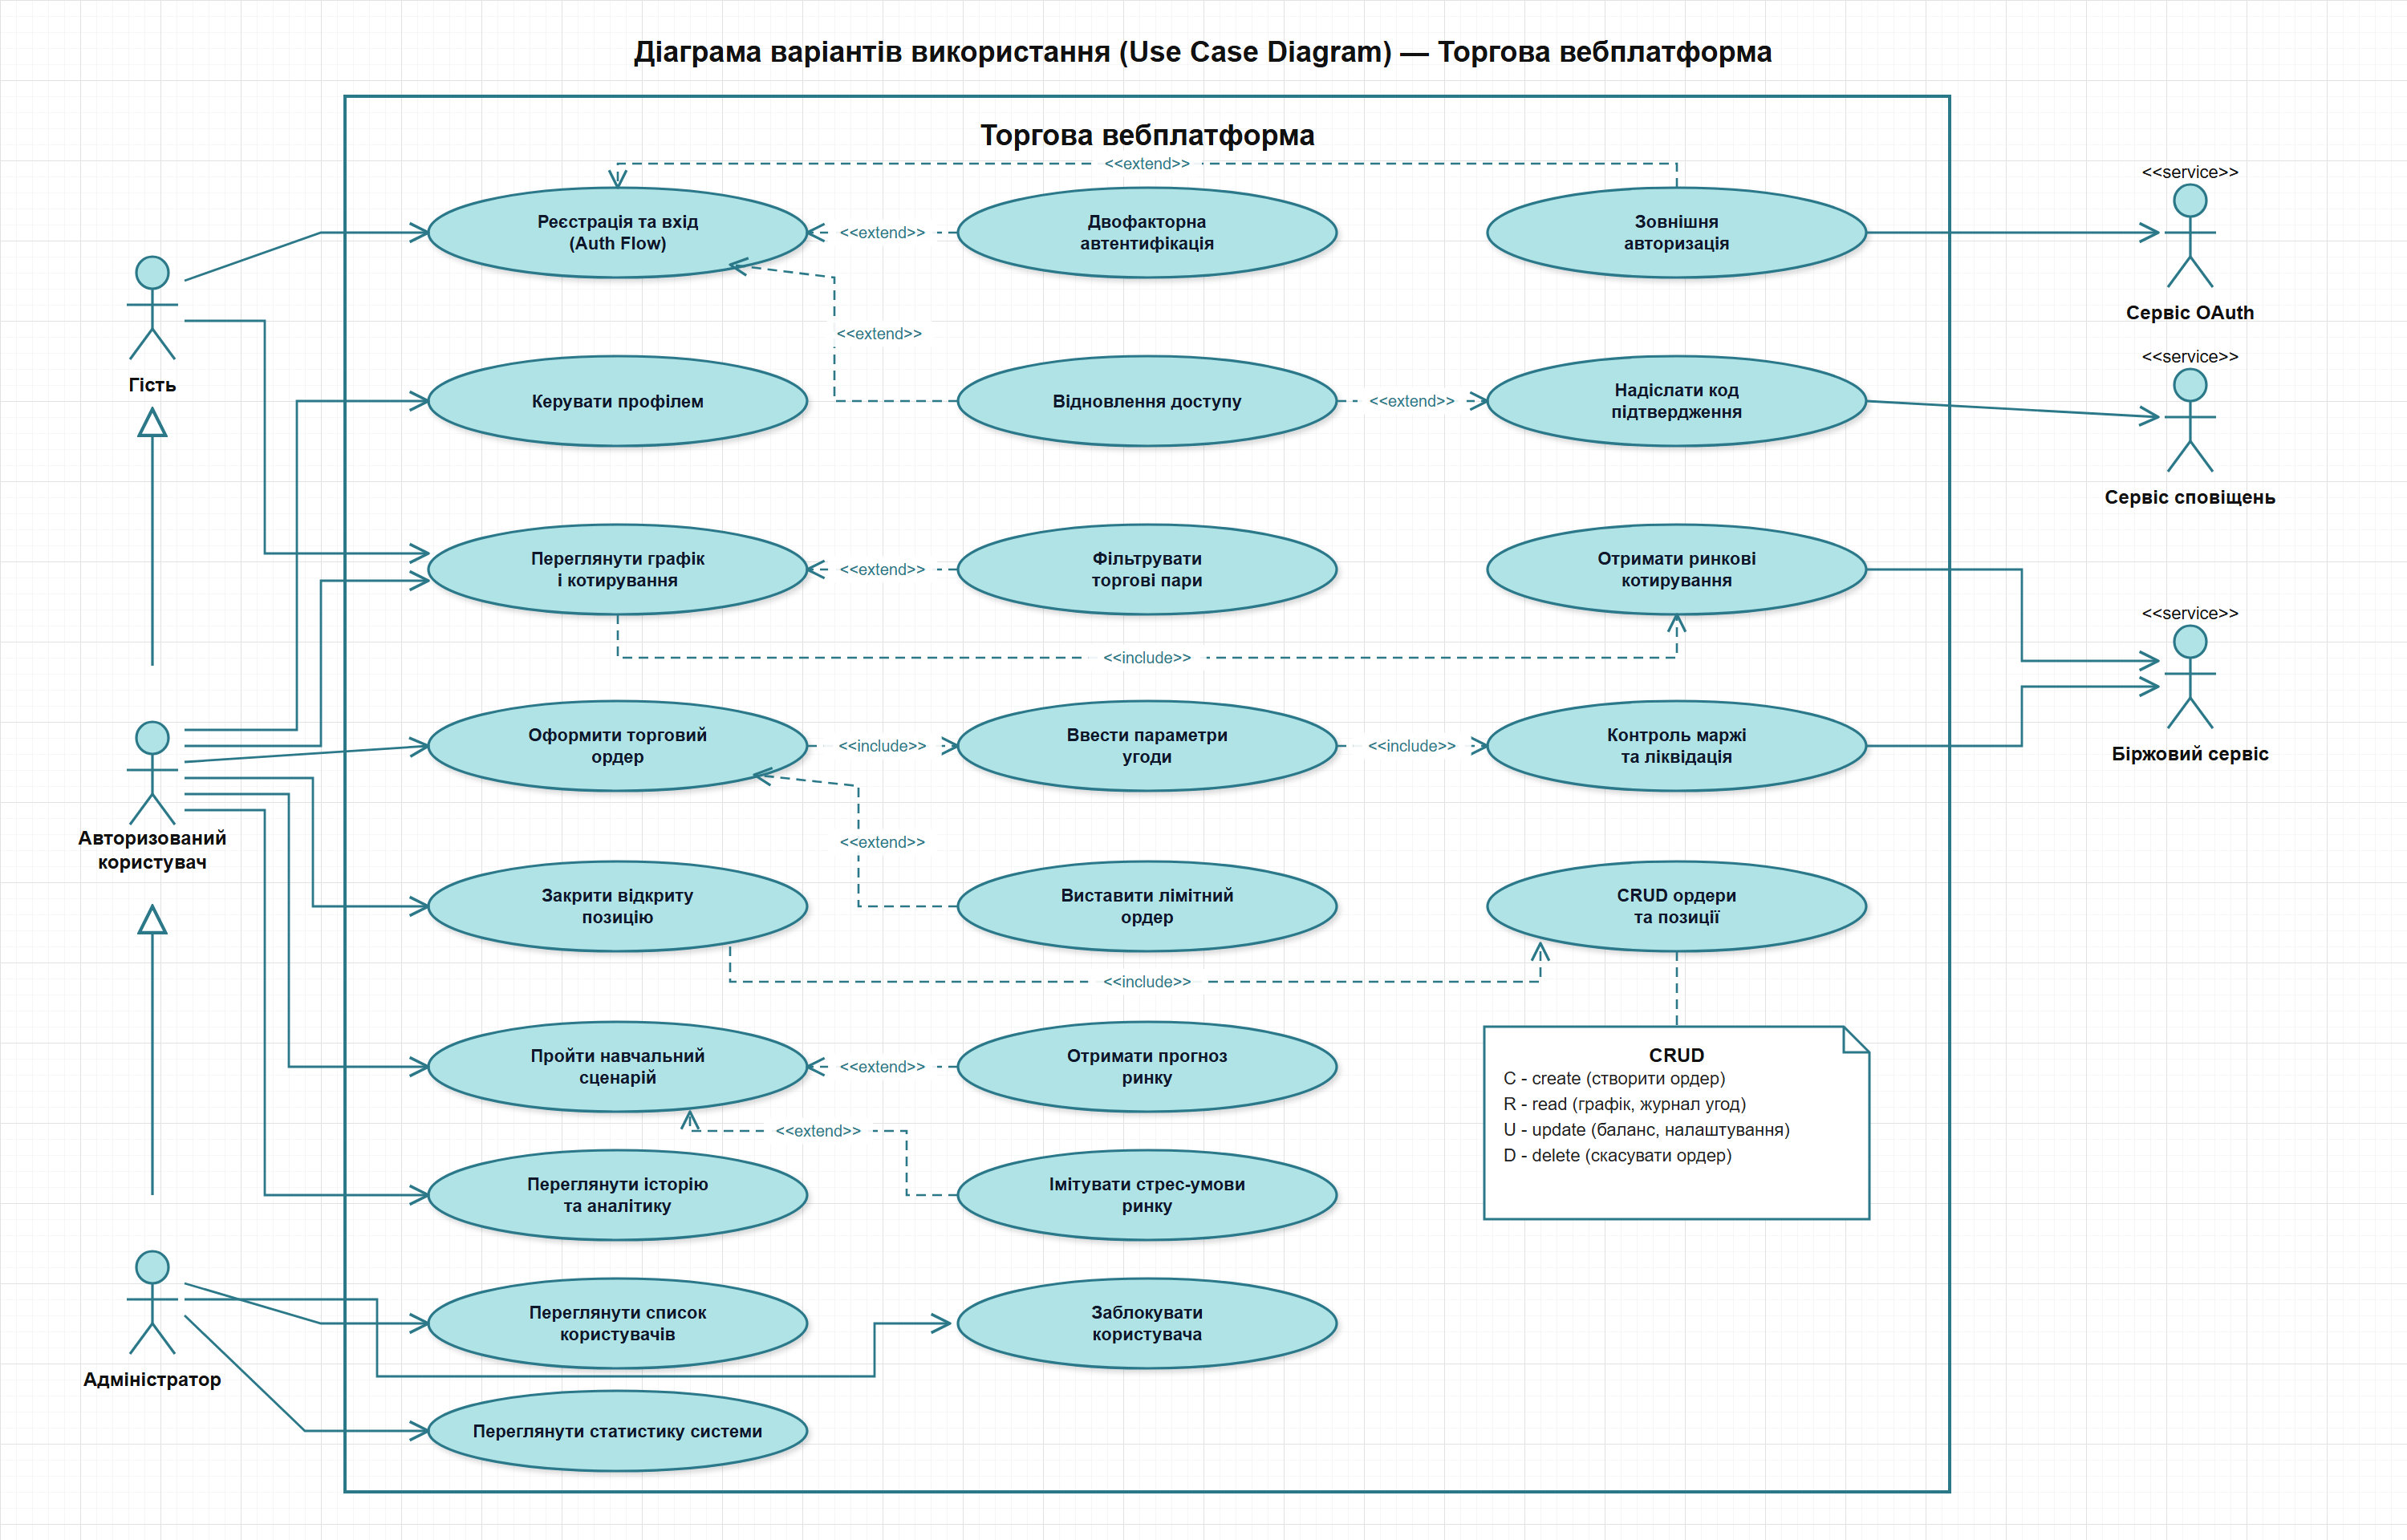 Діаграма варіантів використання (Use Case Diagram) — Торгова вебплатформа
Торгова вебплатформа
<<extend>>
<<service>>
Реєстрація та вхід
(Auth Flow)
<<extend>>
Двофакторна
автентифікація
Зовнішня
авторизація
Сервіс OAuth
<<extend>>
<<service>>
Гість
Керувати профілем
Відновлення доступу
<<extend>>
Надіслати код
підтвердження
Сервіс сповіщень
Переглянути графік
і котирування
<<extend>>
Фільтрувати
торгові пари
Отримати ринкові
котирування
<<service>>
<<include>>
Оформити торговий
ордер
<<include>>
Ввести параметри
угоди
<<include>>
Контроль маржі
та ліквідація
Біржовий сервіс
Авторизований
користувач
<<extend>>
Закрити відкриту
позицію
Виставити лімітний
ордер
CRUD ордери
та позиції
<<include>>
Пройти навчальний
сценарій
<<extend>>
Отримати прогноз
ринку
CRUD
C - create (створити ордер)
R - read (графік, журнал угод)
U - update (баланс, налаштування)
D - delete (скасувати ордер)
<<extend>>
Переглянути історію
та аналітику
Імітувати стрес-умови
ринку
Переглянути список
користувачів
Заблокувати
користувача
Адміністратор
Переглянути статистику системи